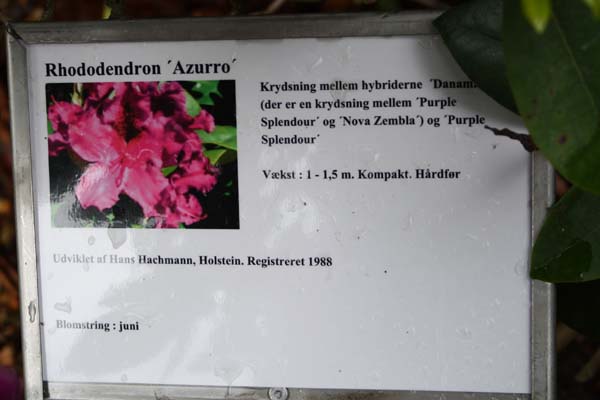 Rhododendron ´Azurro´
Krydsning mellem hybriderne ´Danam
(der er en krydsning mellem ´Purple
Splendour´ og ´Nova Zembla´) og ´Purple
Splendour´
Vækst : 1 - 1,5 m. Kompakt. Hårdfør
Udviklet af Hans Hachmann, Holstein. Registreret 1988
Blomstring : juni